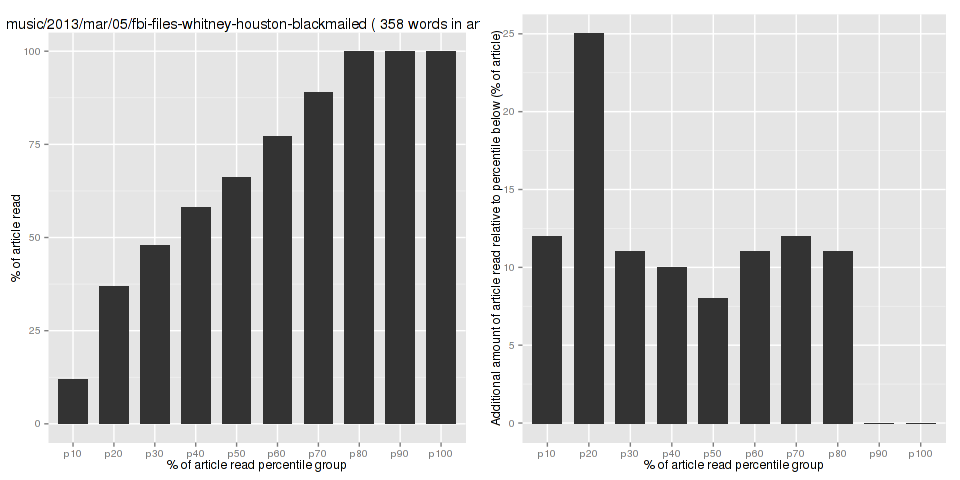 music/2013/mar/05/fbi-files-whitney-houston-blackmailed ( 358 words in ar
% of article read
100
75
50
25
0
p10 p20 p30 p40 p50 p60 p70 p80 p90 p100
% of article read percentile group
Additional amount of article read relative to percentile below (% of article)
25
20
15
10
5
0
p10 p20 p30 p40 p50 p60 p70 p80 p90 p100
% of article read percentile group